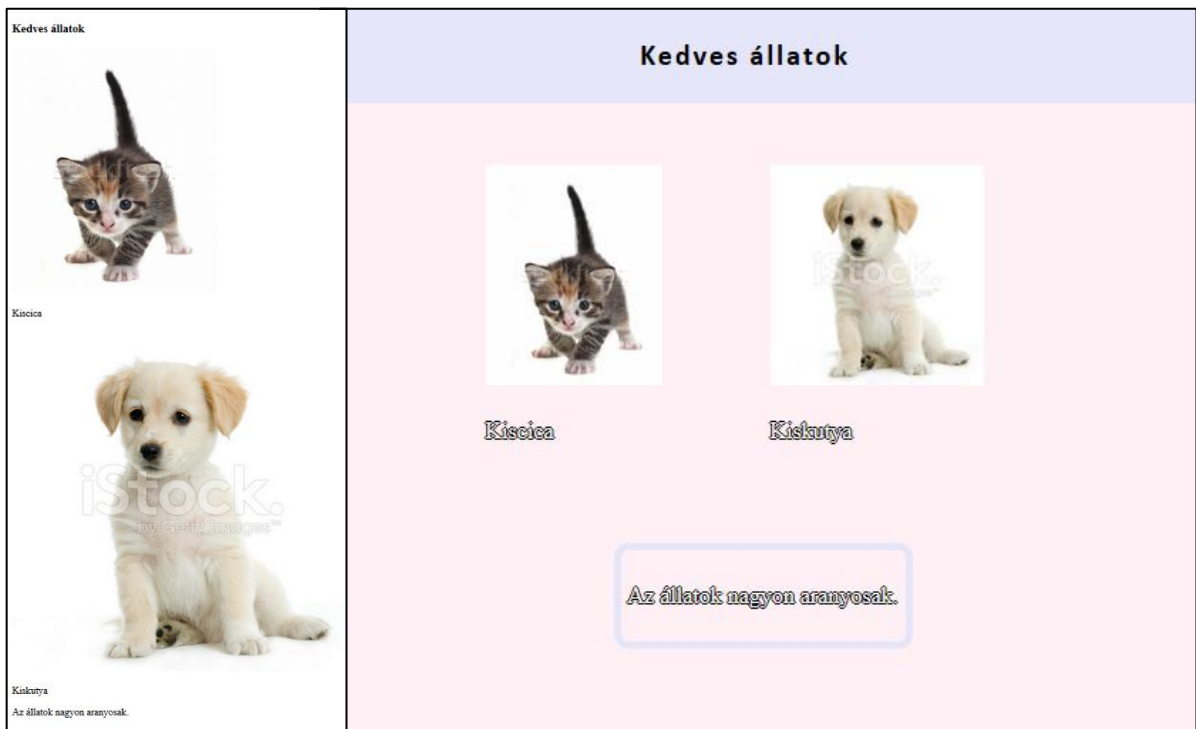 Kedves állatok
Kiscica
iStock.
by Getty Images™
Kiskutya
Az állatok nagyon aranyosak.
Kedves állatok
iStock.
Kiscica
Kiskutya
Az állatok nagyon aranyosak.